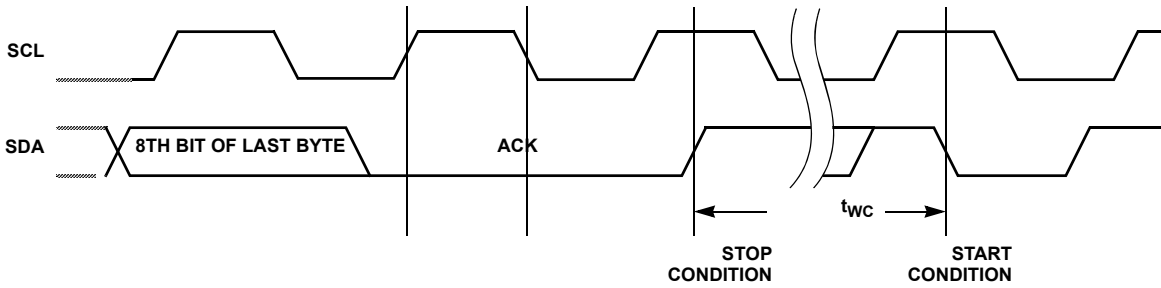 SCL
SDA
8TH BIT OF LAST BYTE
ACK
tWC
STOP
CONDITION
START
CONDITION